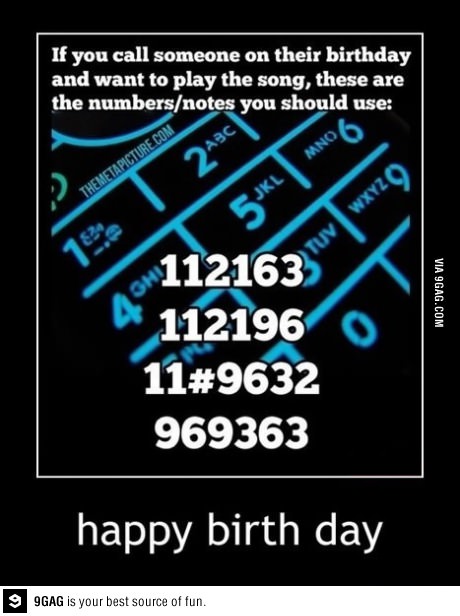 If you call someone on their birthday
and want to play the song, these are
the numbers/notes you should use:
THEMETAPICTURE.COM
2ABC
MNO6
5JKL
WXYZ9
1
4GHI
TUV
0
112163
112196
11#9632
969363
VIA 9GAG.COM
happy birth day
9GAG is your best source of fun.